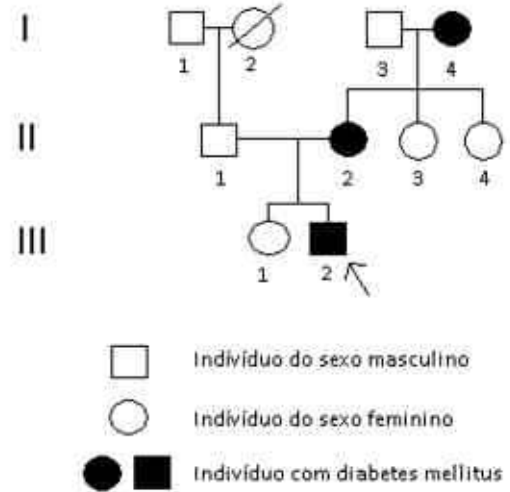 I
1 2 3 4
II
1 2 3 4
III
1 2
Indivíduo do sexo masculino
Indivíduo do sexo feminino
Indivíduo com diabetes mellitus